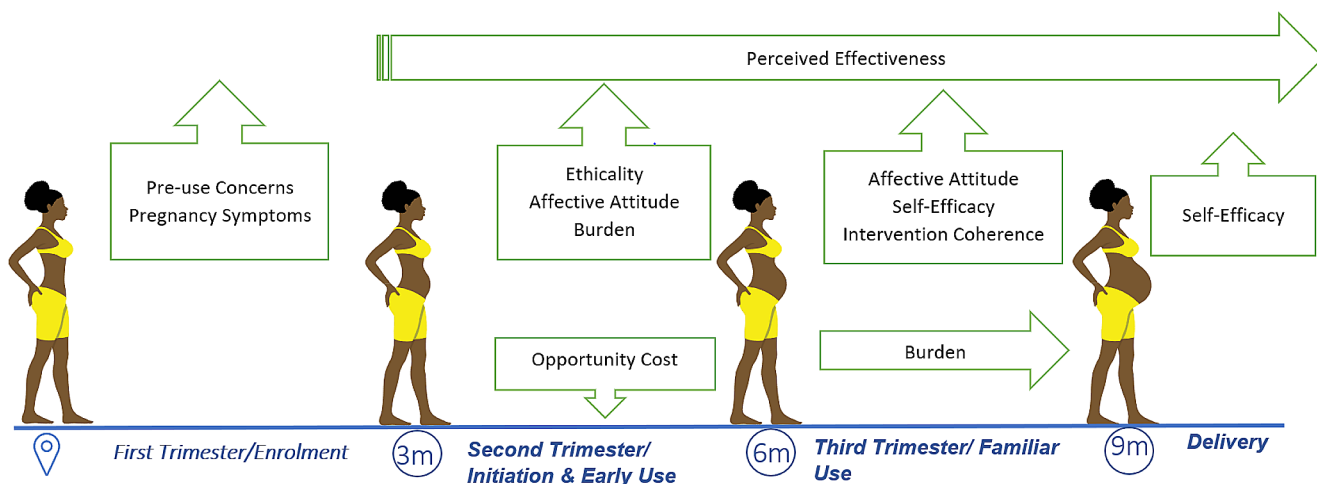 Perceived Effectiveness
Pre-use Concerns
Pregnancy Symptoms
Ethicality
Affective Attitude
Burden
Affective Attitude
Self-Efficacy
Intervention Coherence
Self-Efficacy
Opportunity Cost
Burden
First Trimester/Enrolment
3m
Second Trimester/
Initiation & Early Use
6m
Third Trimester/ Familiar
Use
9m
Delivery